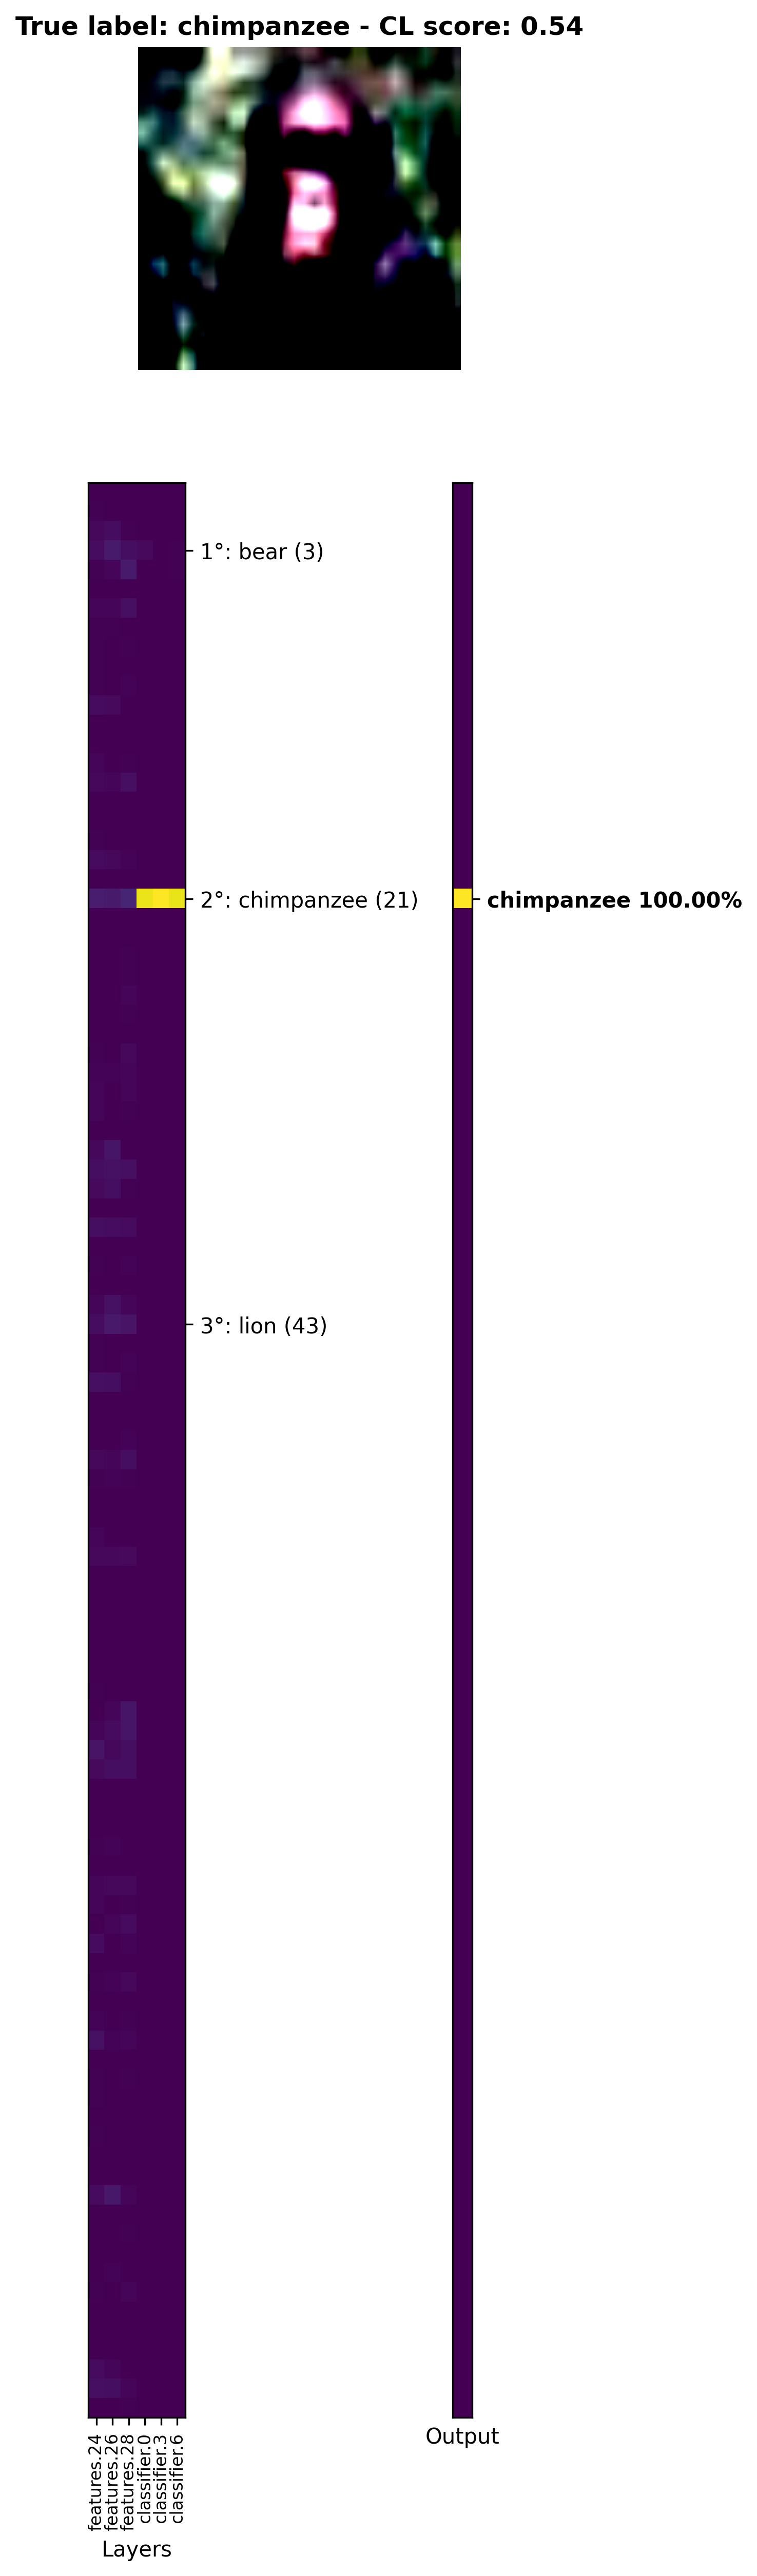 True label: chimpanzee - CL score: 0.54
1°: bear (3)
2°: chimpanzee (21)
chimpanzee 100.00%
3°: lion (43)
features.24
features.26
features.28
classifier.0
classifier.3
classifier.6
Layers
Output